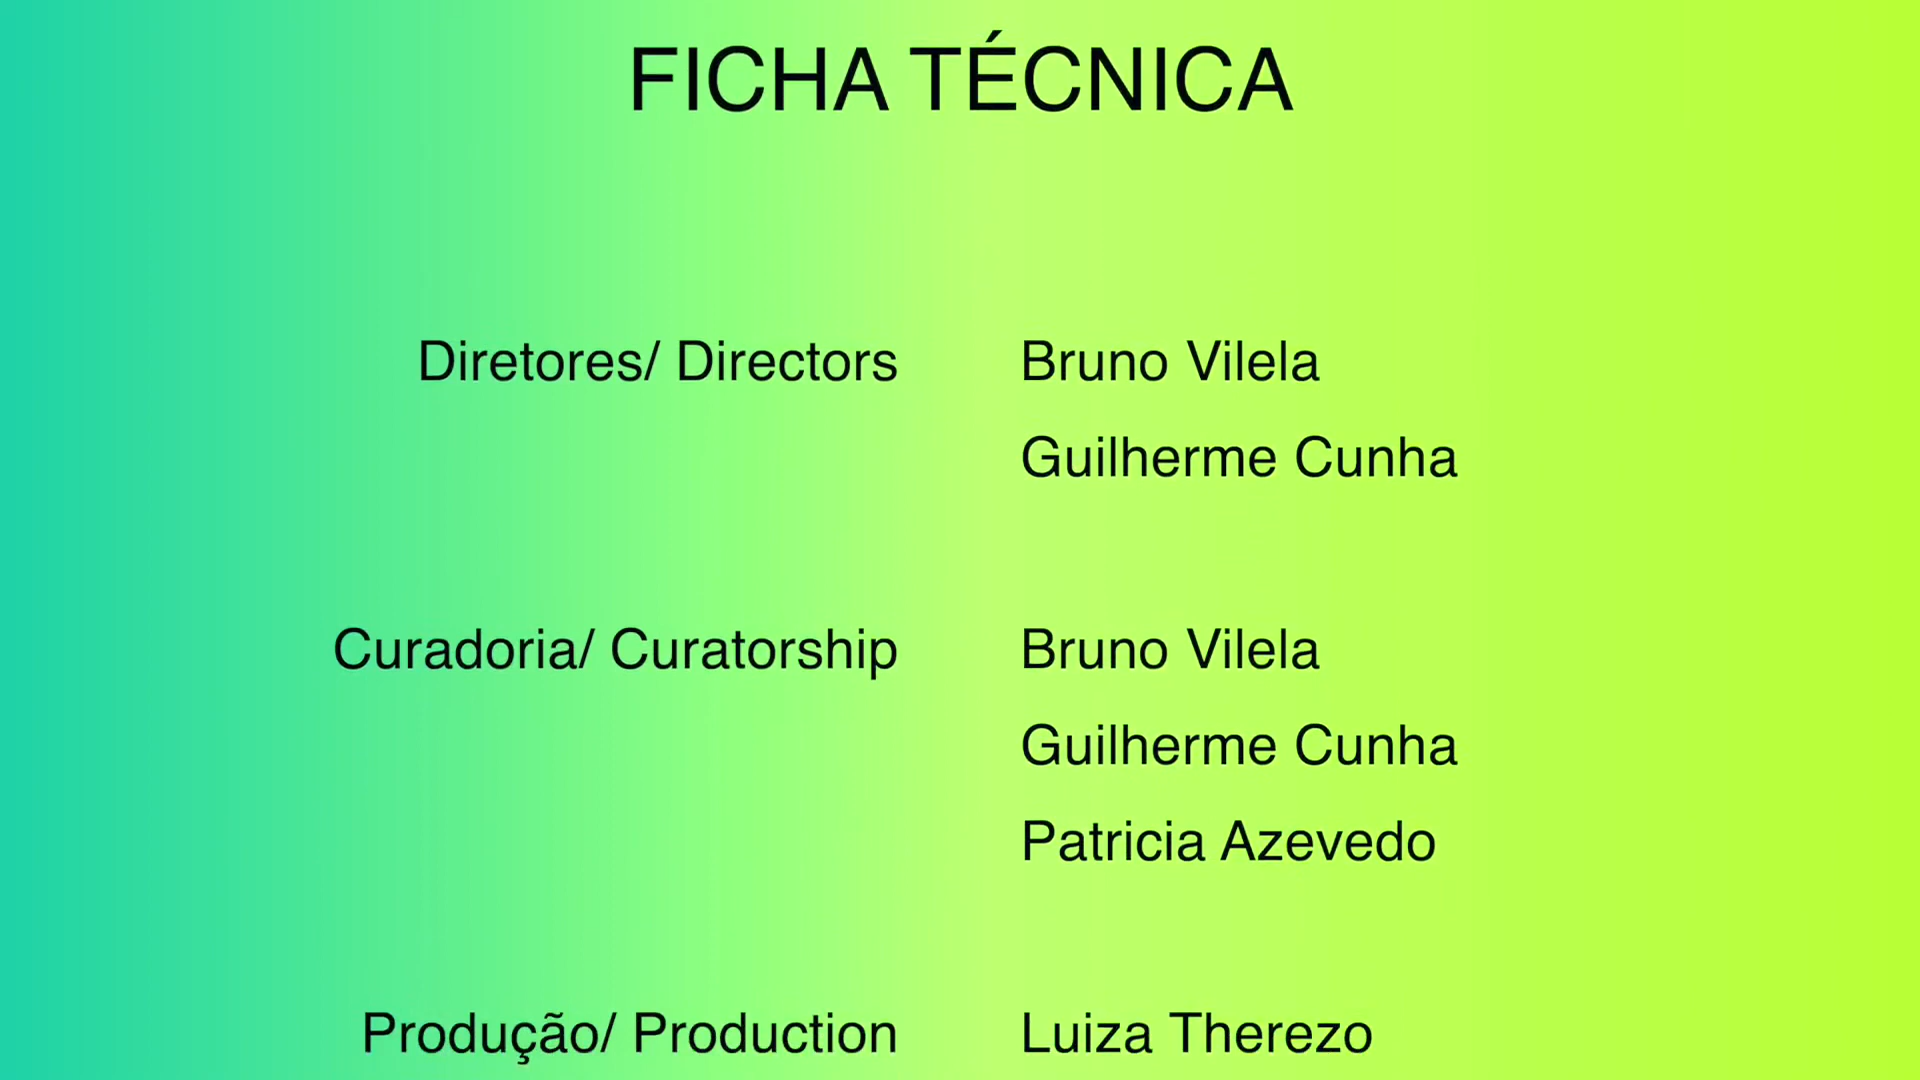 FICHA TÉCNICA
Diretores/ Directors Bruno Vilela
Guilherme Cunha
Curadoria/ Curatorship Bruno Vilela
Guilherme Cunha
Patricia Azevedo
Produção/ Production Luiza Therezo